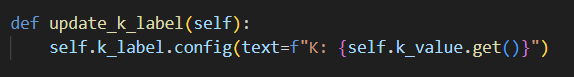 def update_k_label(self):
    self.k_label.config(text=f"K: {self.k_value.get()}")